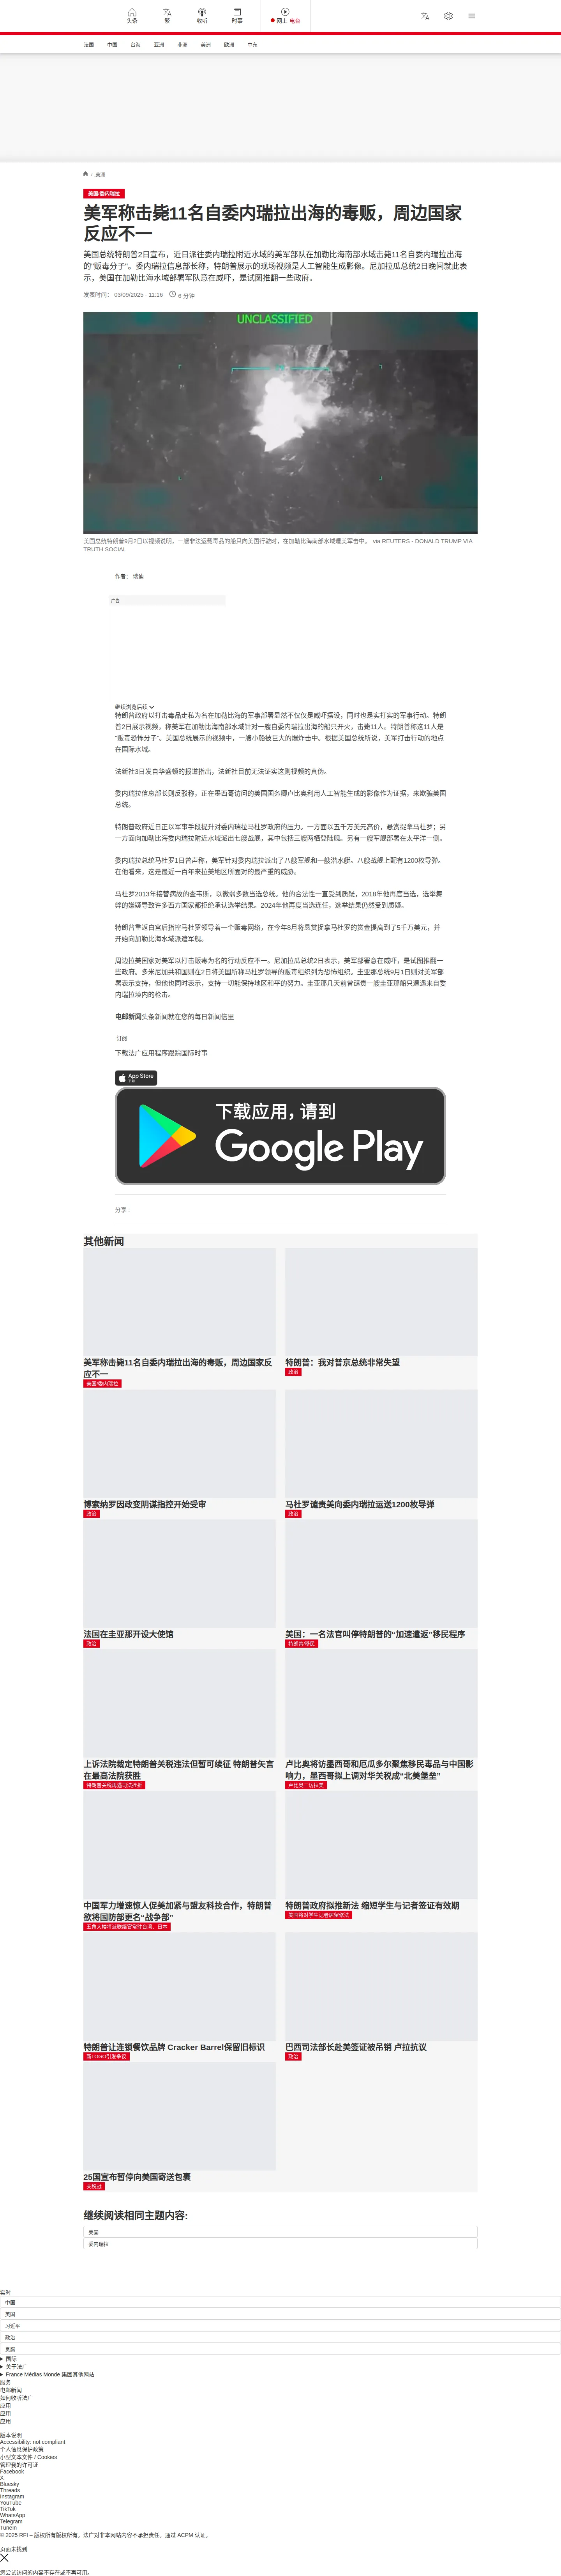 头条
繁
收听
时事
网上 电台
法国 中国 台海 亚洲 非洲 美洲 欧洲 中东
/ 美洲
美国/委内瑞拉
美军称击毙11名自委内瑞拉出海的毒贩，周边国家
反应不一
美国总统特朗普2日宣布，近日派往委内瑞拉附近水域的美军部队在加勒比海南部水域击毙11名自委内瑞拉出海
的“贩毒分子”。委内瑞拉信息部长称，特朗普展示的现场视频是人工智能生成影像。尼加拉瓜总统2日晚间就此表
示，美国在加勒比海水域部署军队意在威吓，是试图推翻一些政府。
发表时间： 03/09/2025 - 11:16 6 分钟
UNCLASSIFIED
美国总统特朗普9月2日以视频说明，一艘非法运载毒品的船只向美国行驶时，在加勒比海南部水域遭美军击中。 via REUTERS - DONALD TRUMP VIA
TRUTH SOCIAL
作者： 瑞迪
广告
继续浏览后续
特朗普政府以打击毒品走私为名在加勒比海的军事部署显然不仅仅是威吓摆设，同时也是实打实的军事行动。特朗
普2日展示视频，称美军在加勒比海南部水域针对一艘自委内瑞拉出海的船只开火，击毙11人。特朗普称这11人是
“贩毒恐怖分子”。美国总统展示的视频中，一艘小船被巨大的爆炸击中。根据美国总统所说，美军打击行动的地点
在国际水域。
法新社3日发自华盛顿的报道指出，法新社目前无法证实这则视频的真伪。
委内瑞拉信息部长则反驳称，正在墨西哥访问的美国国务卿卢比奥利用人工智能生成的影像作为证据，来欺骗美国
总统。
特朗普政府近日正以军事手段提升对委内瑞拉马杜罗政府的压力。一方面以五千万美元高价，悬赏捉拿马杜罗；另
一方面向加勒比海委内瑞拉附近水域派出七艘战舰，其中包括三艘两栖登陆舰。另有一艘军舰部署在太平洋一侧。
委内瑞拉总统马杜罗1日曾声称，美军针对委内瑞拉派出了八艘军舰和一艘潜水艇。八艘战舰上配有1200枚导弹。
在他看来，这是最近一百年来拉美地区所面对的最严重的威胁。
马杜罗2013年接替病故的查韦斯，以微弱多数当选总统。他的合法性一直受到质疑，2018年他再度当选，选举舞
弊的嫌疑导致许多西方国家都拒绝承认选举结果。2024年他再度当选连任，选举结果仍然受到质疑。
特朗普重返白宫后指控马杜罗领导着一个贩毒网络，在今年8月将悬赏捉拿马杜罗的赏金提高到了5千万美元，并
开始向加勒比海水域派遣军舰。
周边拉美国家对美军以打击贩毒为名的行动反应不一。尼加拉瓜总统2日表示，美军部署意在威吓，是试图推翻一
些政府。多米尼加共和国则在2日将美国所称马杜罗领导的贩毒组织列为恐怖组织。圭亚那总统9月1日则对美军部
署表示支持，但他也同时表示，支持一切能保持地区和平的努力。圭亚那几天前曾谴责一艘圭亚那船只遭遇来自委
内瑞拉境内的枪击。
电邮新闻头条新闻就在您的每日新闻信里
订阅
下载法广应用程序跟踪国际时事
App Store
下载
下载应用，请到
Google Play
分享 :
其他新闻
美军称击毙11名自委内瑞拉出海的毒贩，周边国家反
应不一
美国/委内瑞拉
特朗普：我对普京总统非常失望
政治
博索纳罗因政变阴谋指控开始受审
政治
马杜罗谴责美向委内瑞拉运送1200枚导弹
政治
法国在圭亚那开设大使馆
政治
美国：一名法官叫停特朗普的“加速遣返”移民程序
特朗普/移民
上诉法院裁定特朗普关税违法但暂可续征 特朗普矢言
在最高法院获胜
特朗普关税再遇司法挫折
卢比奥将访墨西哥和厄瓜多尔聚焦移民毒品与中国影
响力，墨西哥拟上调对华关税成“北美堡垒”
卢比奥三访拉美
中国军力增速惊人促美加紧与盟友科技合作，特朗普
欲将国防部更名“战争部”
五角大楼将派联络官常驻台湾、日本
特朗普政府拟推新法 缩短学生与记者签证有效期
美国将对学生记者居留修法
特朗普让连锁餐饮品牌 Cracker Barrel保留旧标识
新LOGO引发争议
巴西司法部长赴美签证被吊销 卢拉抗议
政治
25国宣布暂停向美国寄送包裹
关税战
继续阅读相同主题内容:
美国
委内瑞拉
实时
中国
美国
习近平
政治
贪腐
国际
关于法广
France Médias Monde 集团其他网站
服务
电邮新闻
如何收听法广
应用
应用
应用
版本说明
Accessibility: not compliant
个人信息保护政策
小型文本文件 / Cookies
管理我的许可证
Facebook
X
Bluesky
Threads
Instagram
YouTube
TikTok
WhatsApp
Telegram
TuneIn
© 2025 RFI – 版权所有版权所有。法广对非本网站内容不承担责任。通过 ACPM 认证。
页面未找到
您尝试访问的内容不存在或不再可用。